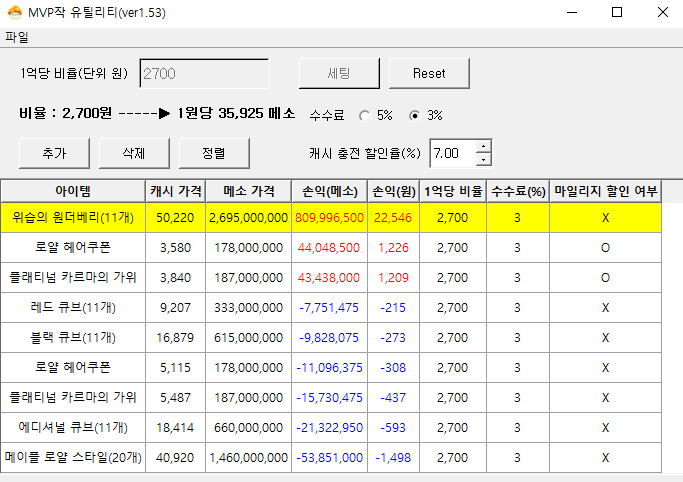 MVP작 유틸리티(ver1.53)
파일
1억당 비율(단위 원) 2700 세팅 Reset
비율 : 2,700원 -----▶ 1원당 35,925 메소 수수료 5% 3%
추가 삭제 정렬 캐시 충전 할인율(%) 7.00
아이템 캐시 가격 메소 가격 손익(메소) 손익(원) 1억당 비율 수수료(%) 마일리지 할인 여부
위습의 원더베리(11개) 50,220 2,695,000,000 809,996,500 22,546 2,700 3 X
로얄 헤어쿠폰 3,580 178,000,000 44,048,500 1,226 2,700 3 O
플래티넘 카르마의 가위 3,840 187,000,000 43,438,000 1,209 2,700 3 O
레드 큐브(11개) 9,207 333,000,000 -7,751,475 -215 2,700 3 X
블랙 큐브(11개) 16,879 615,000,000 -9,828,075 -273 2,700 3 X
로얄 헤어쿠폰 5,115 178,000,000 -11,096,375 -308 2,700 3 X
플래티넘 카르마의 가위 5,487 187,000,000 -15,730,475 -437 2,700 3 X
에디셔널 큐브(11개) 18,414 660,000,000 -21,322,950 -593 2,700 3 X
메이플 로얄 스타일(20개) 40,920 1,460,000,000 -53,851,000 -1,498 2,700 3 X